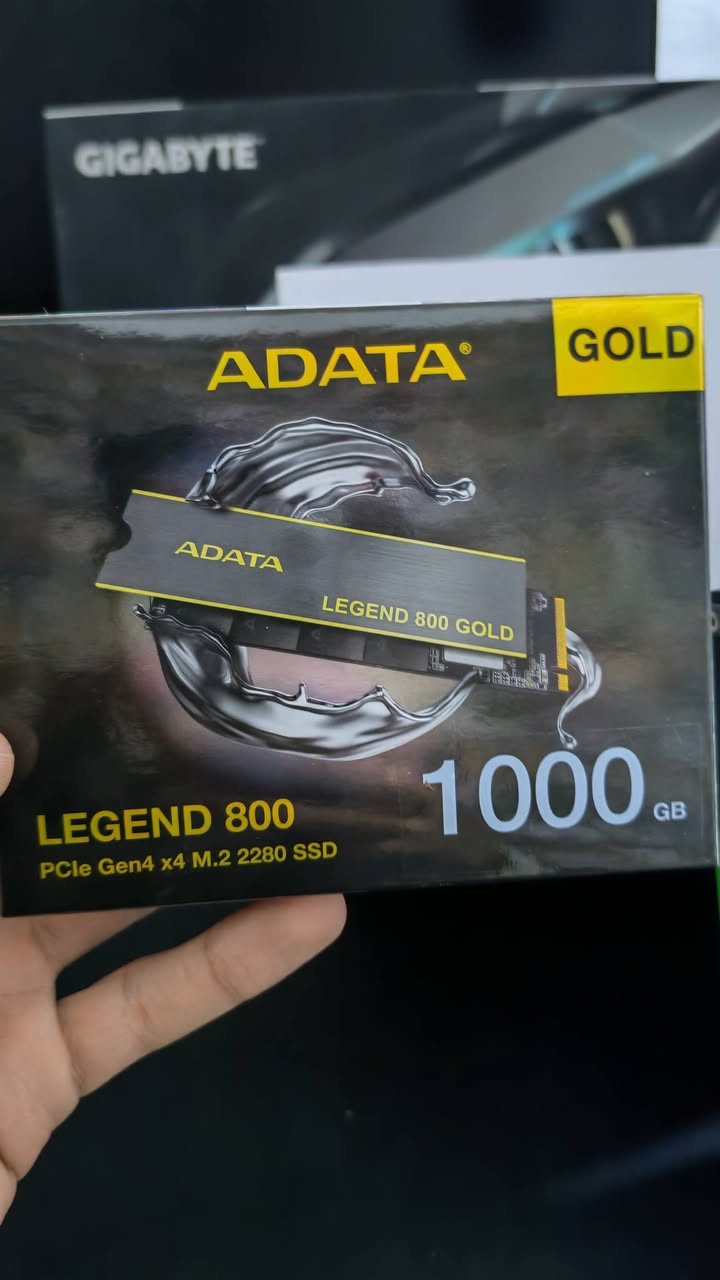 GIGABYTE
GOLD
ADATA®
ADATA
LEGEND 800 GOLD
1000 GB
LEGEND 800
PCIe Gen4 x4 M.2 2280 SSD